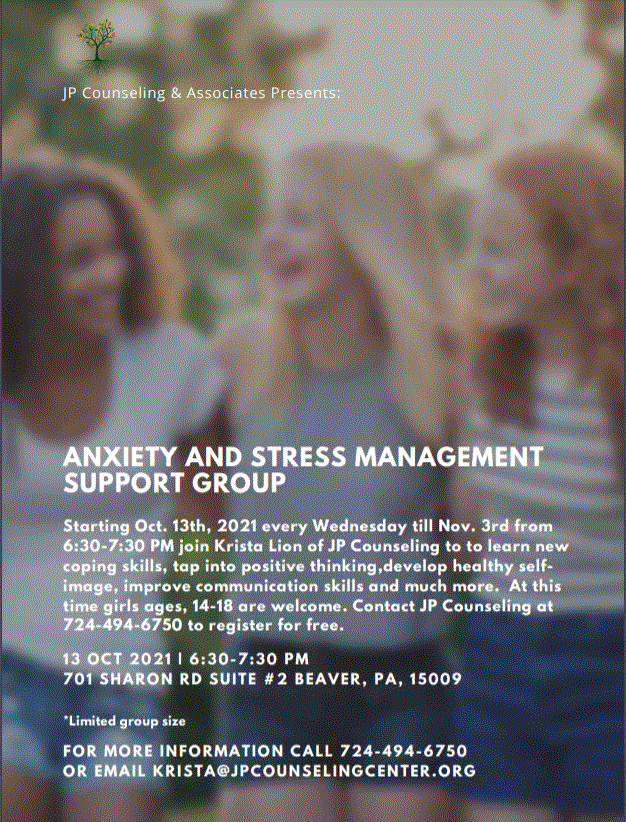 JP Counseling & Associates Presents:
ANXIETY AND STRESS MANAGEMENT
SUPPORT GROUP
Starting Oct. 13th, 2021 every Wednesday till Nov. 3rd from
6:30-7:30 PM join Krista Lion of JP Counseling to to learn new
coping skills, tap into positive thinking,develop healthy self-
image, improve communication skills and much more.  At this
time girls ages, 14-18 are welcome. Contact JP Counseling at
724-494-6750 to register for free.
13 OCT 2021 | 6:30-7:30 PM
701 SHARON RD SUITE #2 BEAVER, PA, 15009
*Limited group size
FOR MORE INFORMATION CALL 724-494-6750
OR EMAIL KRISTA@JPCOUNSELINGCENTER.ORG